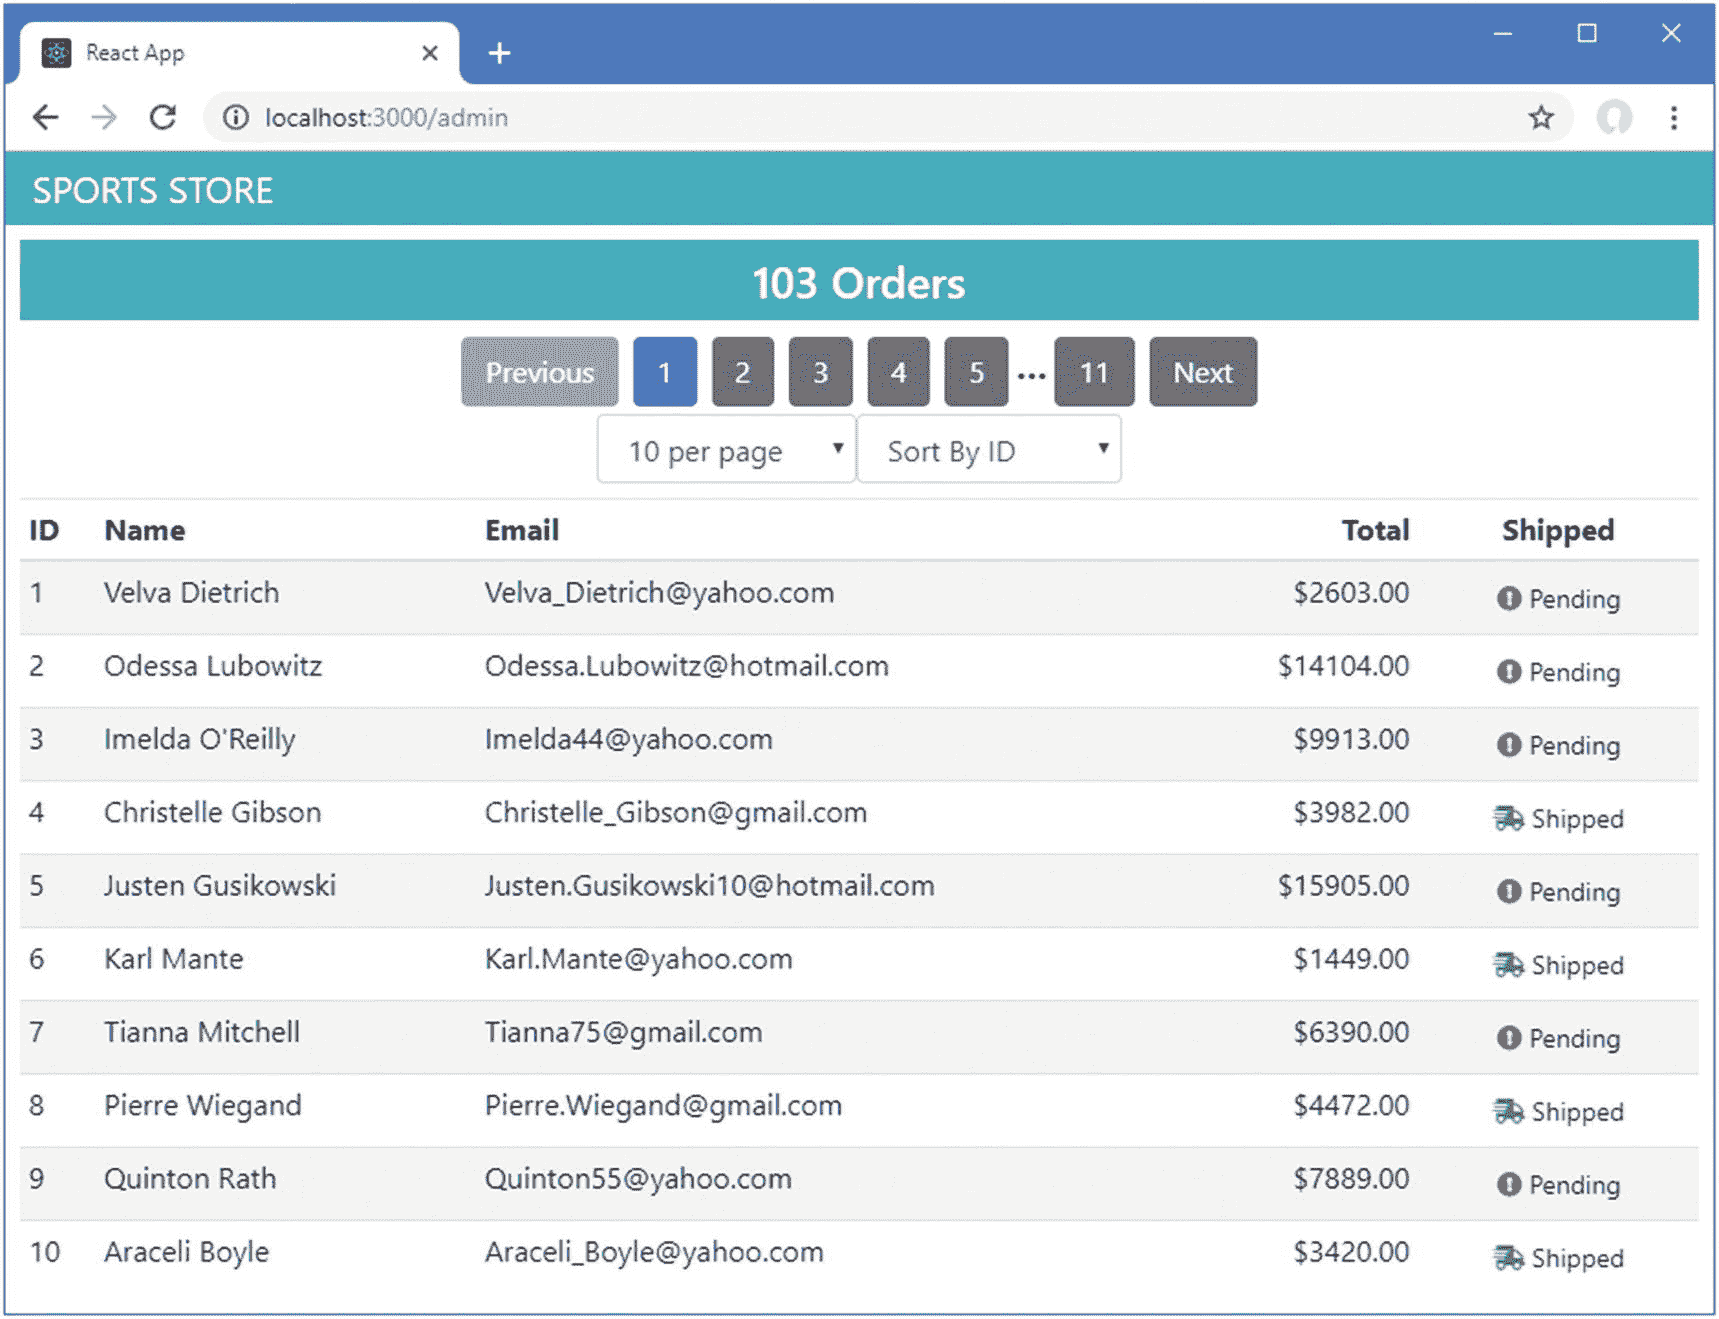 React App
localhost:3000/admin
SPORTS STORE
103 Orders
Previous 1 2 3 4 5 ... 11 Next
10 per page Sort By ID
ID Name Email Total Shipped
1 Velva Dietrich Velva_Dietrich@yahoo.com $2603.00 Pending
2 Odessa Lubowitz Odessa.Lubowitz@hotmail.com $14104.00 Pending
3 Imelda O'Reilly Imelda44@yahoo.com $9913.00 Pending
4 Christelle Gibson Christelle_Gibson@gmail.com $3982.00 Shipped
5 Justen Gusikowski Justen.Gusikowski10@hotmail.com $15905.00 Pending
6 Karl Mante Karl.Mante@yahoo.com $1449.00 Shipped
7 Tianna Mitchell Tianna75@gmail.com $6390.00 Pending
8 Pierre Wiegand Pierre.Wiegand@gmail.com $4472.00 Shipped
9 Quinton Rath Quinton55@yahoo.com $7889.00 Pending
10 Araceli Boyle Araceli_Boyle@yahoo.com $3420.00 Shipped